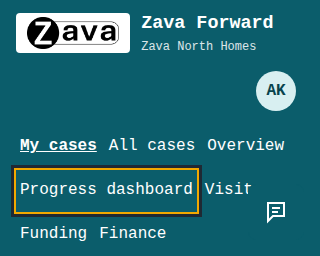 Zava
Zava Forward
Zava North Homes
AK
My cases All cases Overview
Progress dashboard
Funding Finance